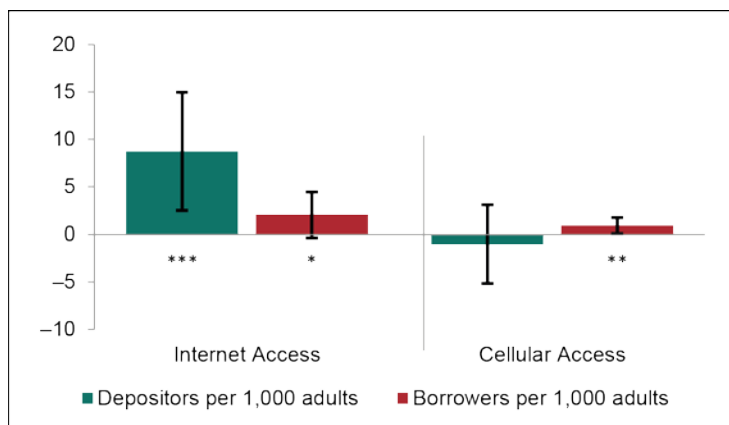 20
15
10
5
0
–5
–10
*** * **
Internet Access Cellular Access
Depositors per 1,000 adults Borrowers per 1,000 adults